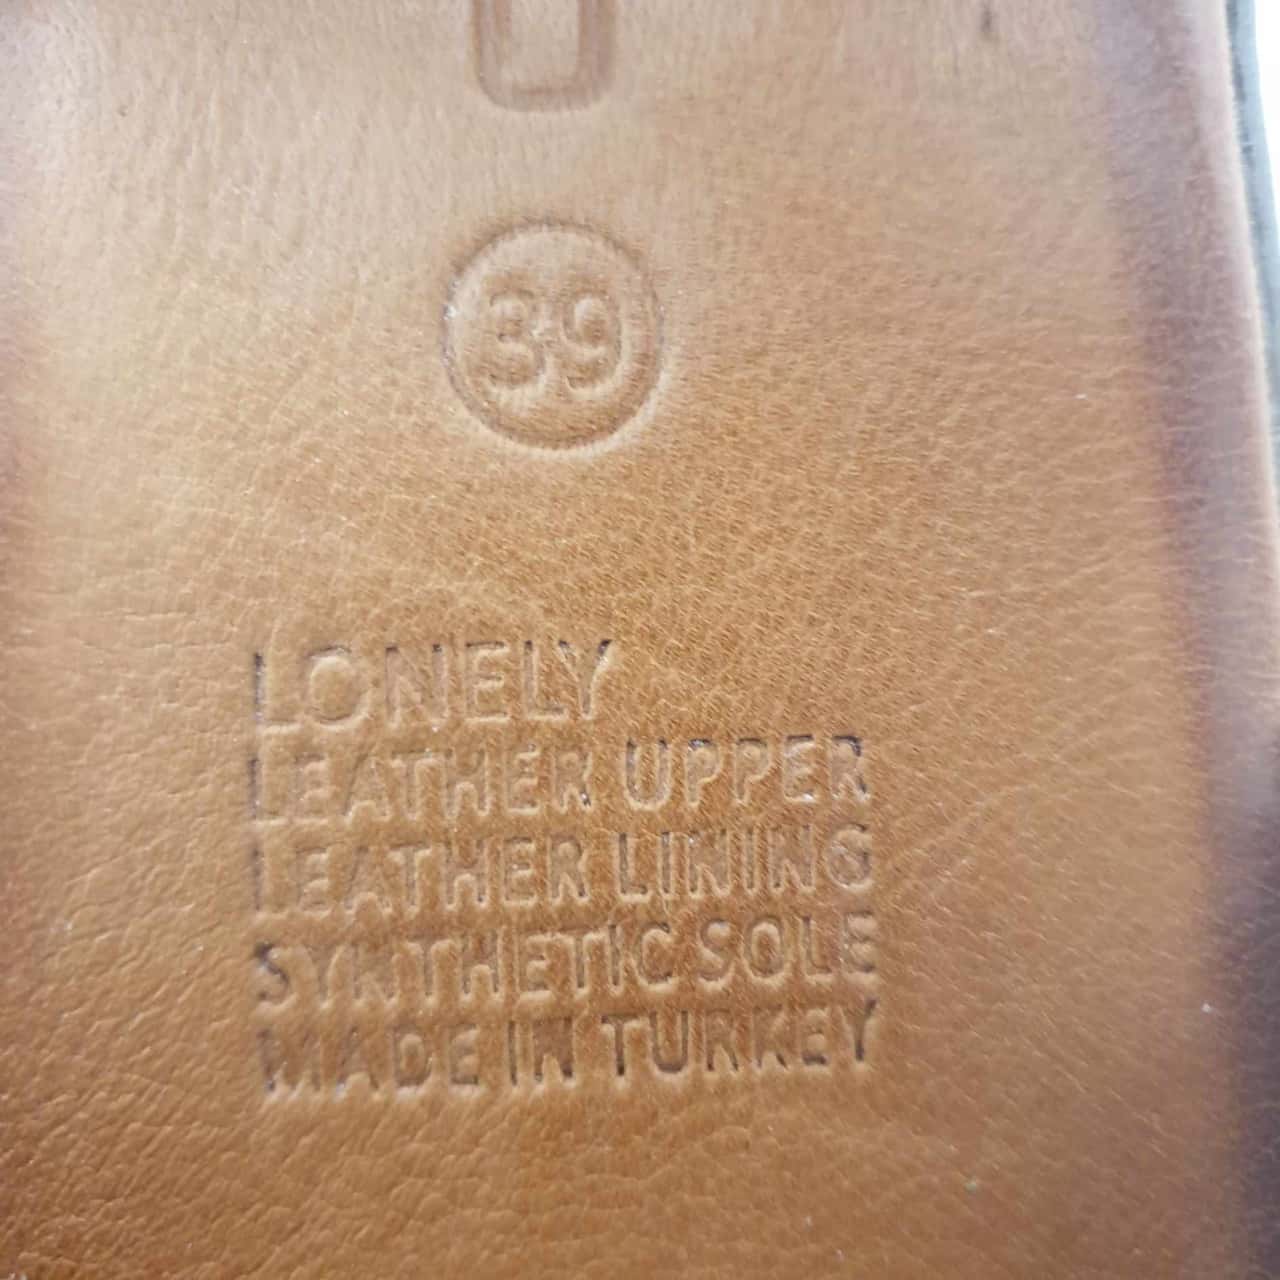 39
LONELY
LEATHER UPPER
LEATHER LINING
SYNTHETIC SOLE
MADE IN TURKEY